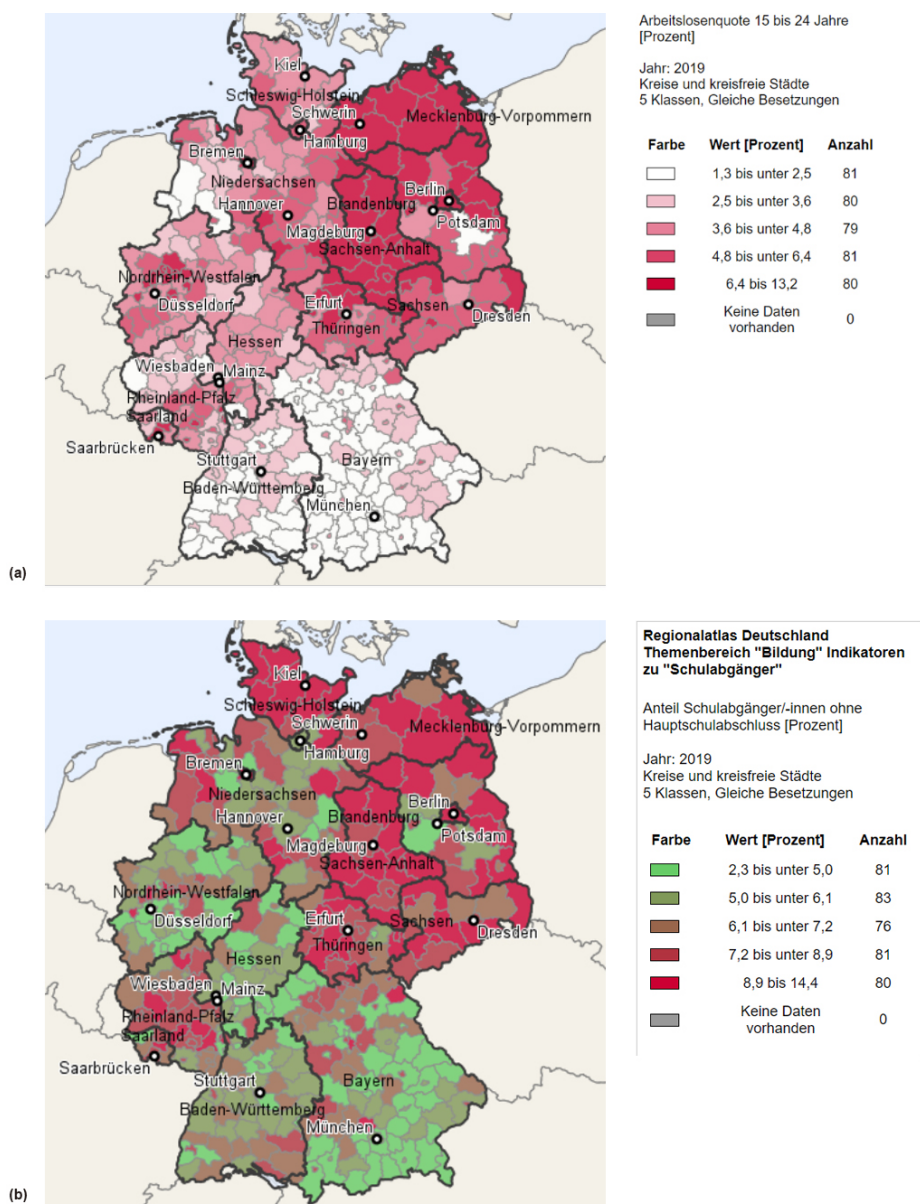 Arbeitslosenquote 15 bis 24 Jahre
[Prozent]
Jahr: 2019
Kreise und kreisfreie Städte
5 Klassen, Gleiche Besetzungen
Farbe Wert [Prozent] Anzahl
1,3 bis unter 2,5 81
2,5 bis unter 3,6 80
3,6 bis unter 4,8 79
4,8 bis unter 6,4 81
6,4 bis 13,2 80
Keine Daten
vorhanden 0
Kiel
Schleswig-Holstein
Schwerin
Mecklenburg-Vorpommern
Hamburg
Bremen
Niedersachsen
Berlin
Hannover
Brandenburg
Potsdam
Magdeburg
Sachsen-Anhalt
Nordrhein-Westfalen
Düsseldorf
Erfurt
Sachsen
Thüringen
Dresden
Hessen
Wiesbaden
Mainz
Rheinland-Pfalz
Saarland
Saarbrücken
Stuttgart
Bayern
Baden-Württemberg
München
(a)
Regionalatlas Deutschland
Themenbereich "Bildung" Indikatoren
zu "Schulabgänger"
Anteil Schulabgänger/-innen ohne
Hauptschulabschluss [Prozent]
Jahr: 2019
Kreise und kreisfreie Städte
5 Klassen, Gleiche Besetzungen
Farbe Wert [Prozent] Anzahl
2,3 bis unter 5,0 81
5,0 bis unter 6,1 83
6,1 bis unter 7,2 76
7,2 bis unter 8,9 81
8,9 bis 14,4 80
Keine Daten
vorhanden 0
Kiel
Schleswig-Holstein
Schwerin
Mecklenburg-Vorpommern
Hamburg
Bremen
Niedersachsen
Berlin
Hannover
Brandenburg
Potsdam
Magdeburg
Sachsen-Anhalt
Nordrhein-Westfalen
Düsseldorf
Erfurt
Sachsen
Thüringen
Dresden
Hessen
Wiesbaden
Mainz
Rheinland-Pfalz
Saarland
Saarbrücken
Stuttgart
Bayern
Baden-Württemberg
München
(b)